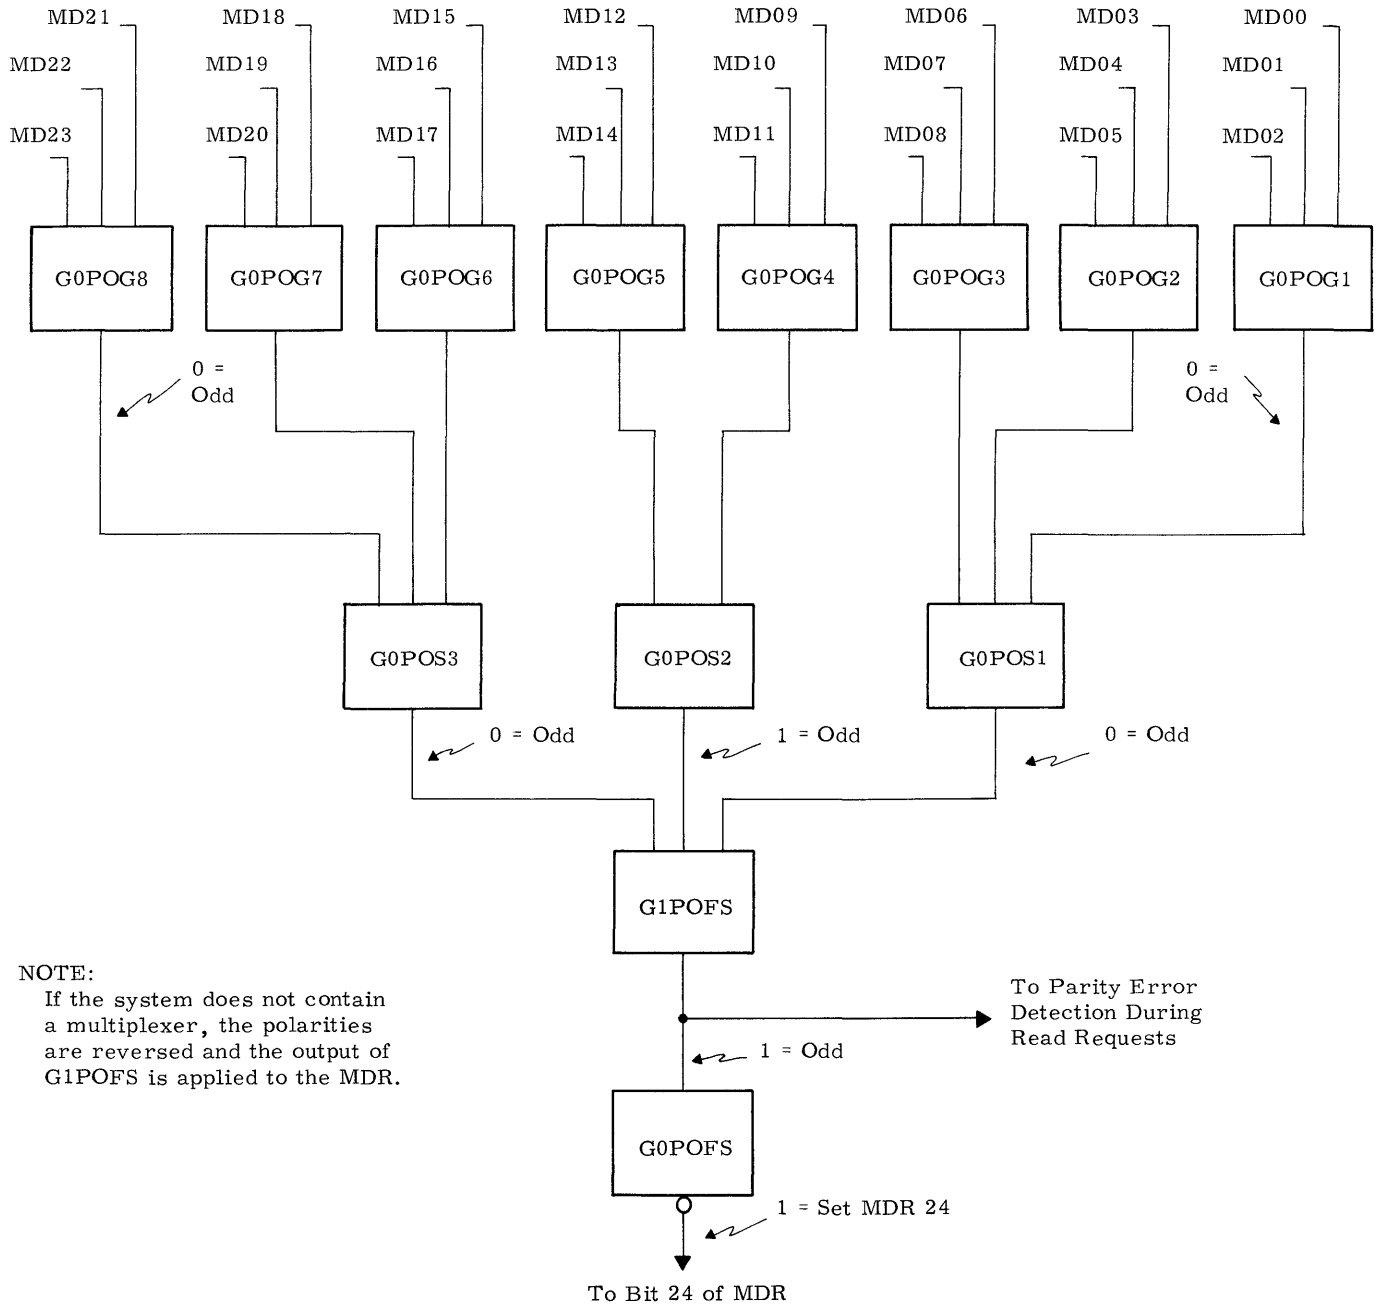 MD21 MD18 MD15 MD12 MD09 MD06 MD03 MD00
MD22 MD19 MD16 MD13 MD10 MD07 MD04 MD01
MD23 MD20 MD17 MD14 MD11 MD08 MD05 MD02
G0POG8 G0POG7 G0POG6 G0POG5 G0POG4 G0POG3 G0POG2 G0POG1
0 =
Odd
0 =
Odd
G0POS3 G0POS2 G0POS1
0 = Odd 1 = Odd 0 = Odd
G1POFS
NOTE:
If the system does not contain
a multiplexer, the polarities
are reversed and the output of
G1POFS is applied to the MDR.
To Parity Error
Detection During
Read Requests
1 = Odd
G0POFS
1 = Set MDR 24
To Bit 24 of MDR